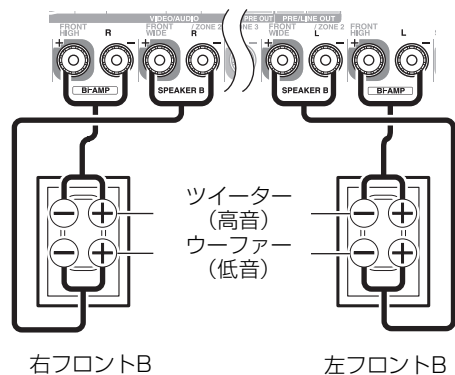 VIDEO/AUDIO
PRE OUT PRE/LINE OUT
FRONT HIGH R FRONT WIDE R / ZONE 2
ZONE 3 FRONT WIDE L / ZONE 2 FRONT HIGH L
+ − + −
+ − + −
BI-AMP SPEAKER B
SPEAKER B BI-AMP
− + ツイーター − +
（高音）
− + ウーファー − +
（低音）
右フロントB 左フロントB